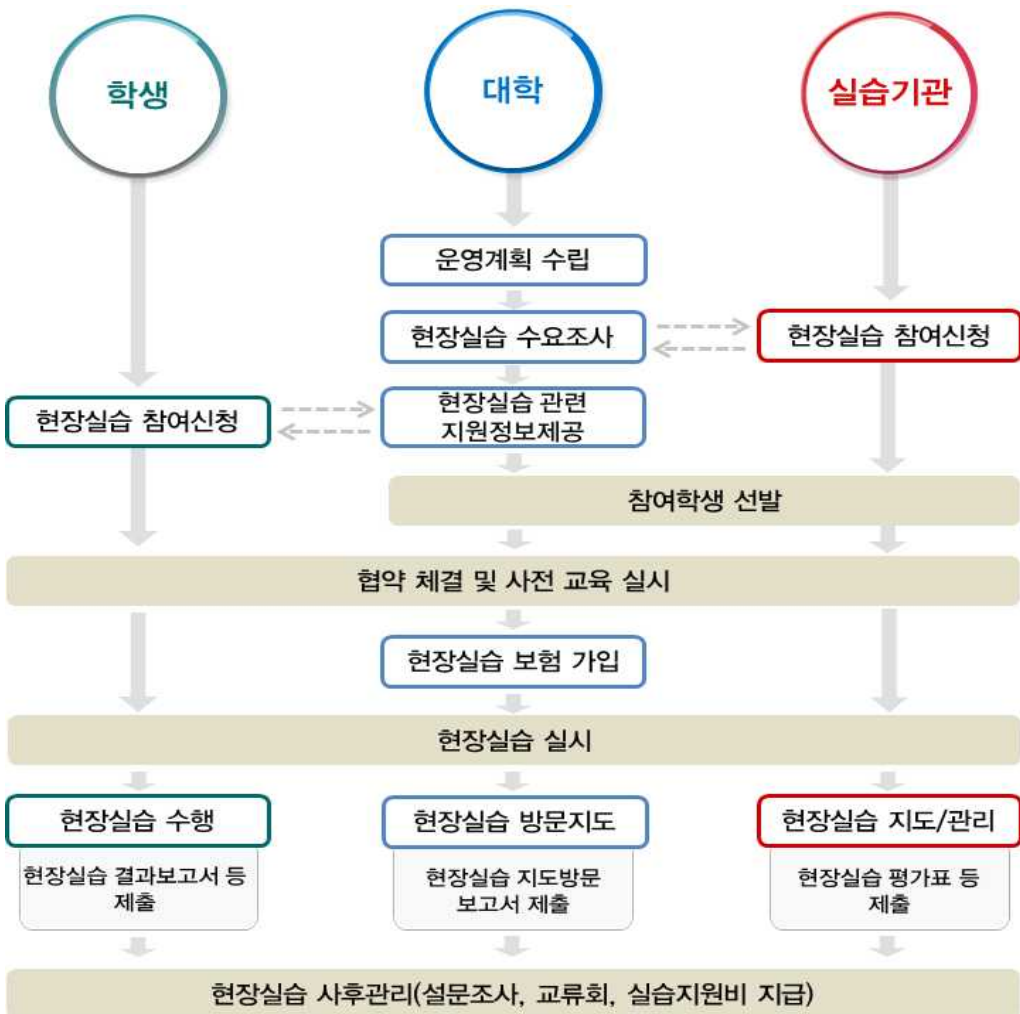 학생
대학
실습기관
운영계획 수립
현장실습 수요조사
현장실습 참여신청
현장실습 참여신청
현장실습 관련
지원정보제공
참여학생 선발
협약 체결 및 사전 교육 실시
현장실습 보험 가입
현장실습 실시
현장실습 수행
현장실습 결과보고서 등
제출
현장실습 방문지도
현장실습 지도방문
보고서 제출
현장실습 지도/관리
현장실습 평가표 등
제출
현장실습 사후관리(설문조사, 교류회, 실습지원비 지급)